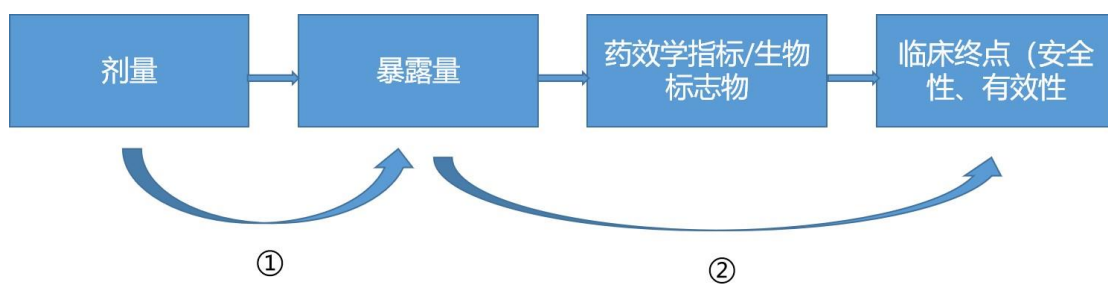 剂量
暴露量
药效学指标/生物
标志物
临床终点（安全
性、有效性
①
②